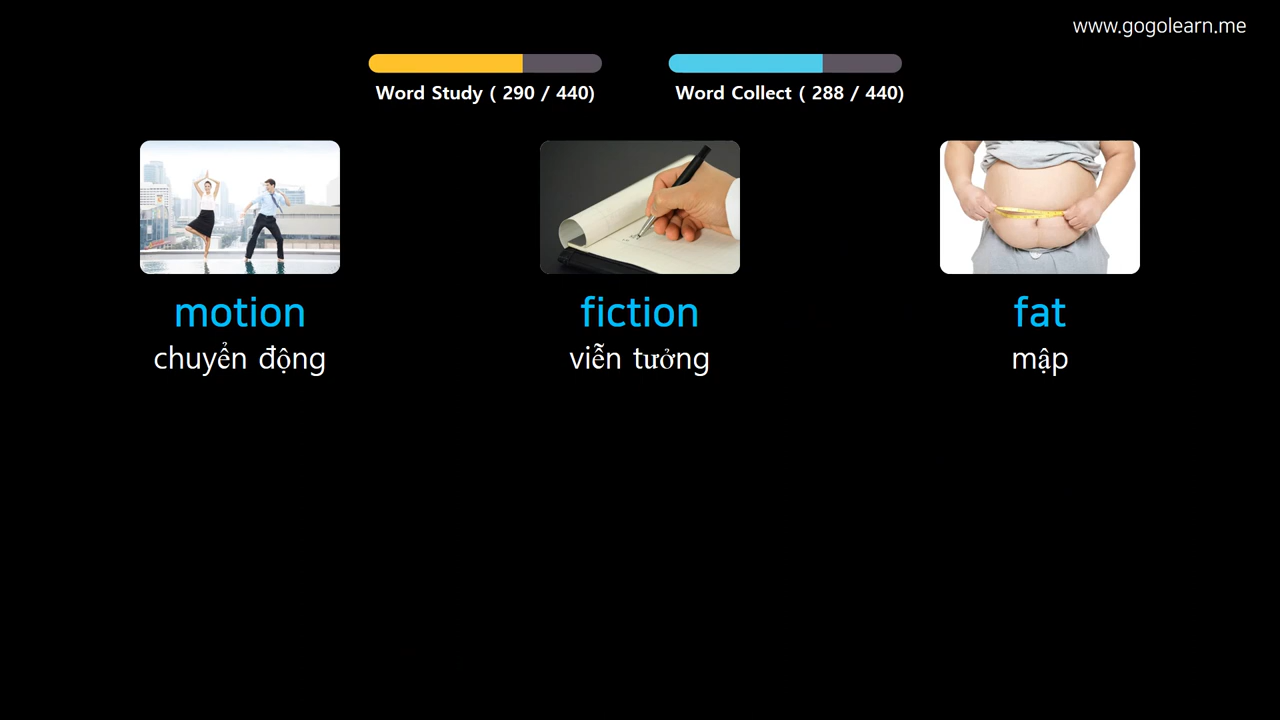 www.gogolearn.me
Word Study ( 290 / 440)
Word Collect ( 288 / 440)
motion
fiction
fat
chuyển động
viễn tưởng
mập